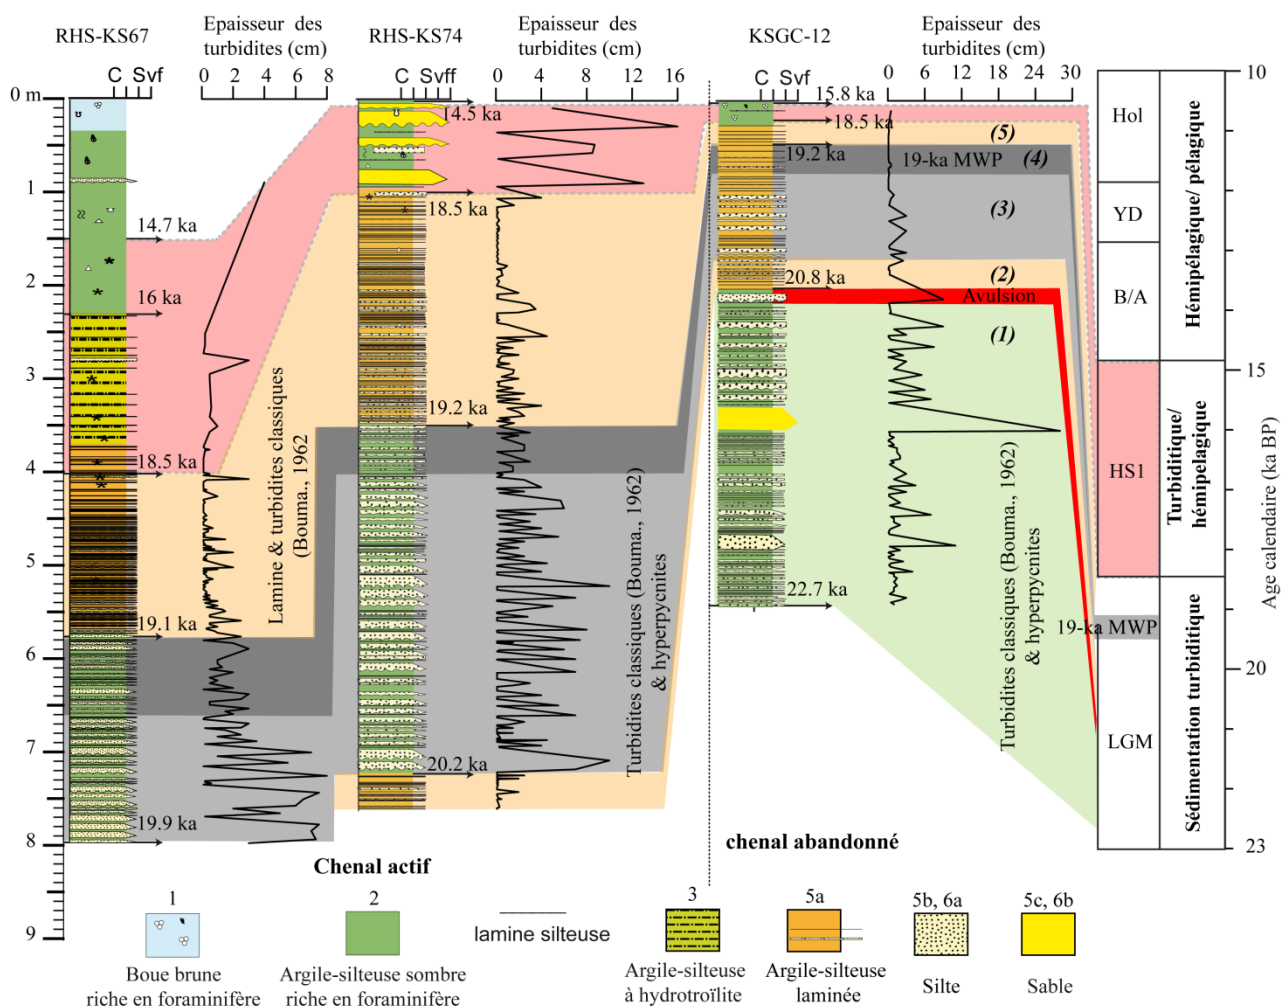 RHS-KS67
Epaisseur des
turbidites (cm)
RHS-KS74
Epaisseur des
turbidites (cm)
KSGC-12
Epaisseur des
turbidites (cm)
C Svf
0 2 4 6 8
C Svff
0 4 8 12 16
C Svf
0 6 12 18 24 30
0 m
1
2
3
4
5
6
7
8
9
14.7 ka
16 ka
18.5 ka
19.1 ka
19.9 ka
Lamine & turbidites classiques
(Bouma., 1962
14.5 ka
18.5 ka
19.2 ka
20.2 ka
Turbidites classiques (Bouma., 1962)
& hyperpycnites
15.8 ka
18.5 ka
19.2 ka
20.8 ka
22.7 ka
(5)
19-ka MWP (4)
(3)
(2)
Avulsion
(1)
Turbidites classiques (Bouma., 1962)
& hyperpycnites
Hol
YD
B/A
HS1
19-ka MWP
LGM
Hémipélagique/ pélagique
Turbiditique/
hémipelagique
Sédimentation turbiditique
10
15
20
23
Age calendaire (ka BP)
Chenal actif
chenal abandonné
1
Boue brune
riche en foraminifère
2
Argile-silteuse sombre
riche en foraminifère
lamine silteuse
3
Argile-silteuse
à hydrotroïlite
5a
Argile-silteuse
laminée
5b, 6a
Silte
5c, 6b
Sable